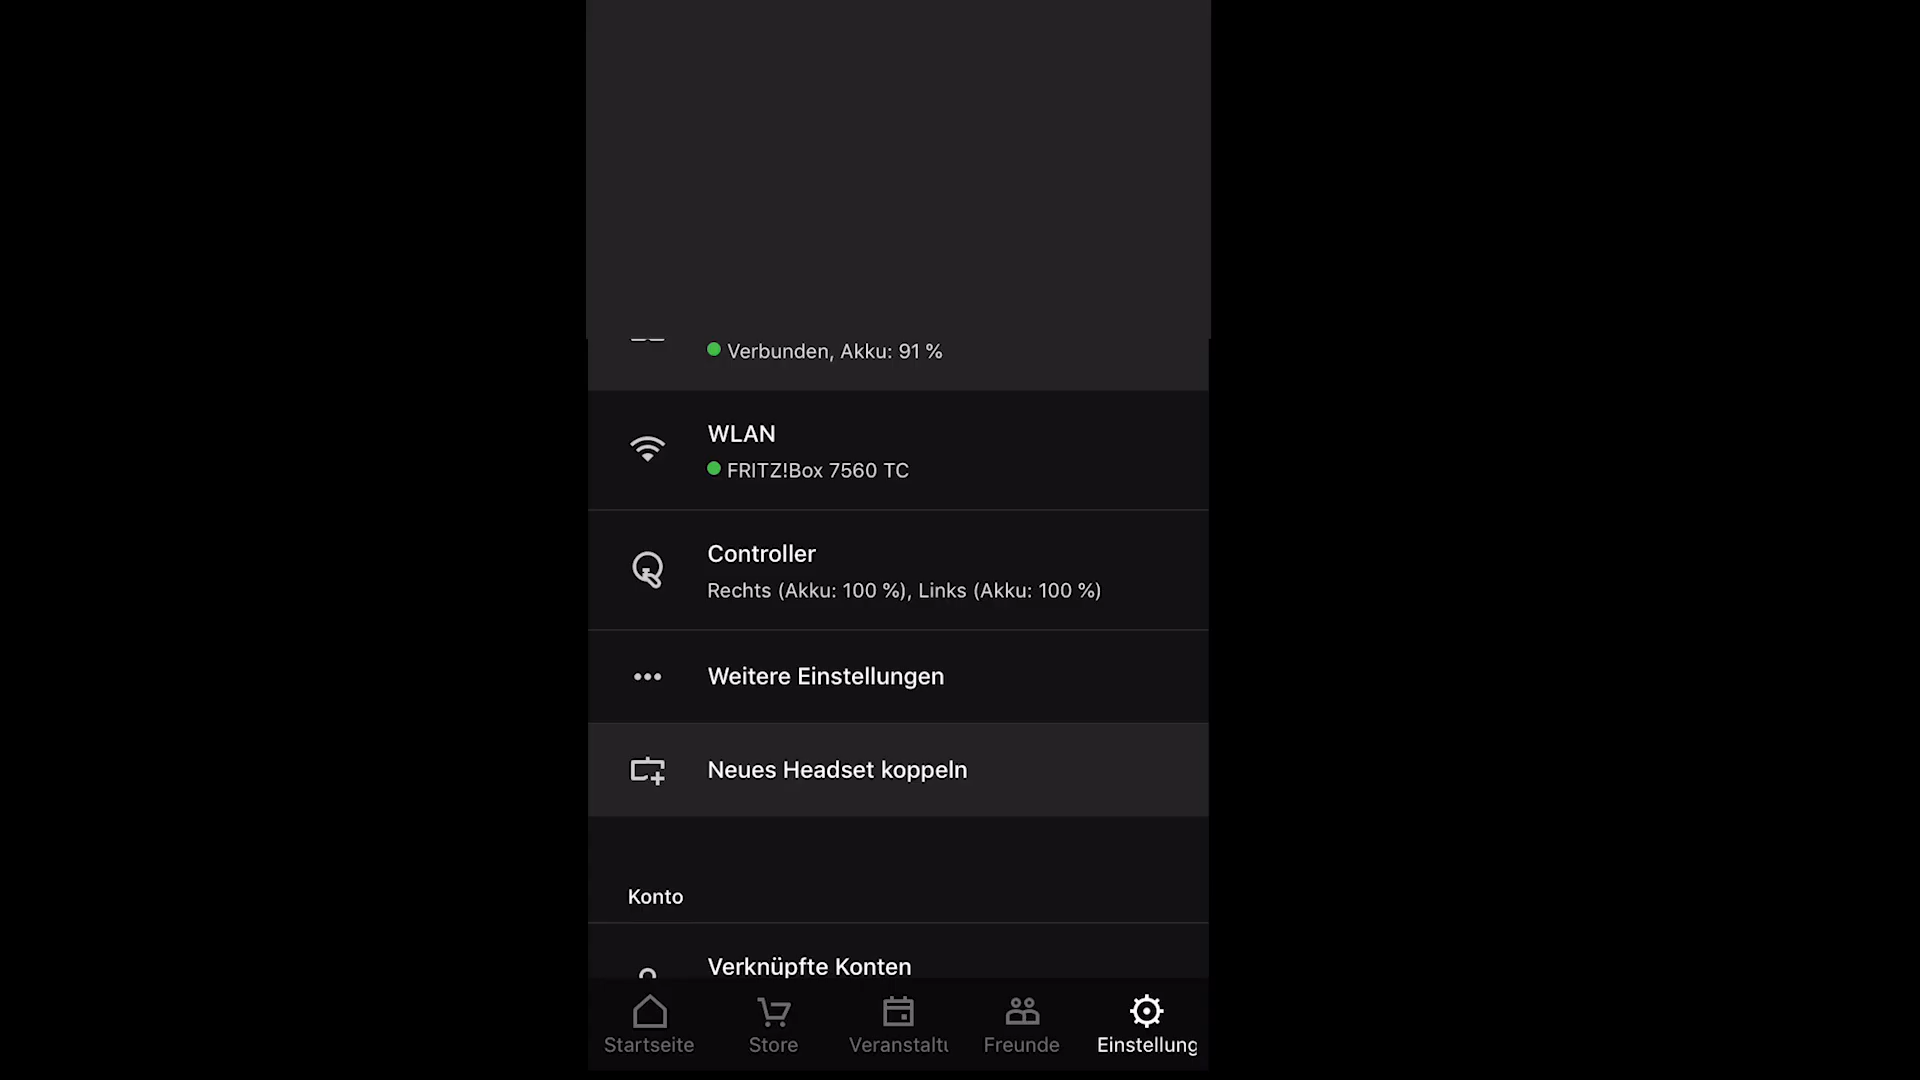 Verbunden, Akku: 91 %
WLAN
FRITZ!Box 7560 TC
Controller
Rechts (Akku: 100 %), Links (Akku: 100 %)
Weitere Einstellungen
Neues Headset koppeln
Konto
Verknüpfte Konten
Startseite
Store
Veranstaltu
Freunde
Einstellung